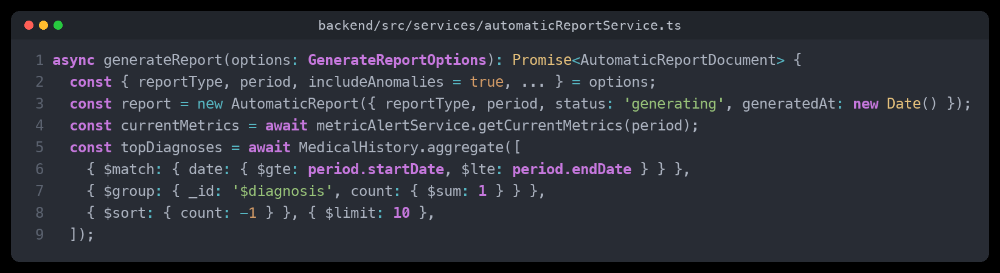 backend/src/services/automaticReportService.ts
1 async generateReport(options: GenerateReportOptions): Promise<AutomaticReportDocument> {
2   const { reportType, period, includeAnomalies = true, ... } = options;
3   const report = new AutomaticReport({ reportType, period, status: 'generating', generatedAt: new Date() });
4   const currentMetrics = await metricAlertService.getCurrentMetrics(period);
5   const topDiagnoses = await MedicalHistory.aggregate([
6     { $match: { date: { $gte: period.startDate, $lte: period.endDate } } },
7     { $group: { _id: '$diagnosis', count: { $sum: 1 } } },
8     { $sort: { count: -1 } }, { $limit: 10 },
9   ]);